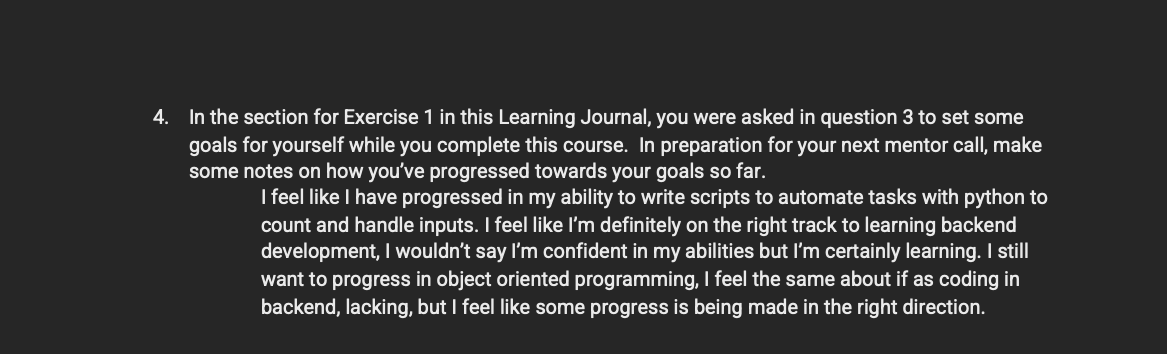 4. In the section for Exercise 1 in this Learning Journal, you were asked in question 3 to set some
goals for yourself while you complete this course. In preparation for your next mentor call, make
some notes on how you’ve progressed towards your goals so far.
I feel like I have progressed in my ability to write scripts to automate tasks with python to
count and handle inputs. I feel like I’m definitely on the right track to learning backend
development, I wouldn’t say I’m confident in my abilities but I’m certainly learning. I still
want to progress in object oriented programming, I feel the same about if as coding in
backend, lacking, but I feel like some progress is being made in the right direction.